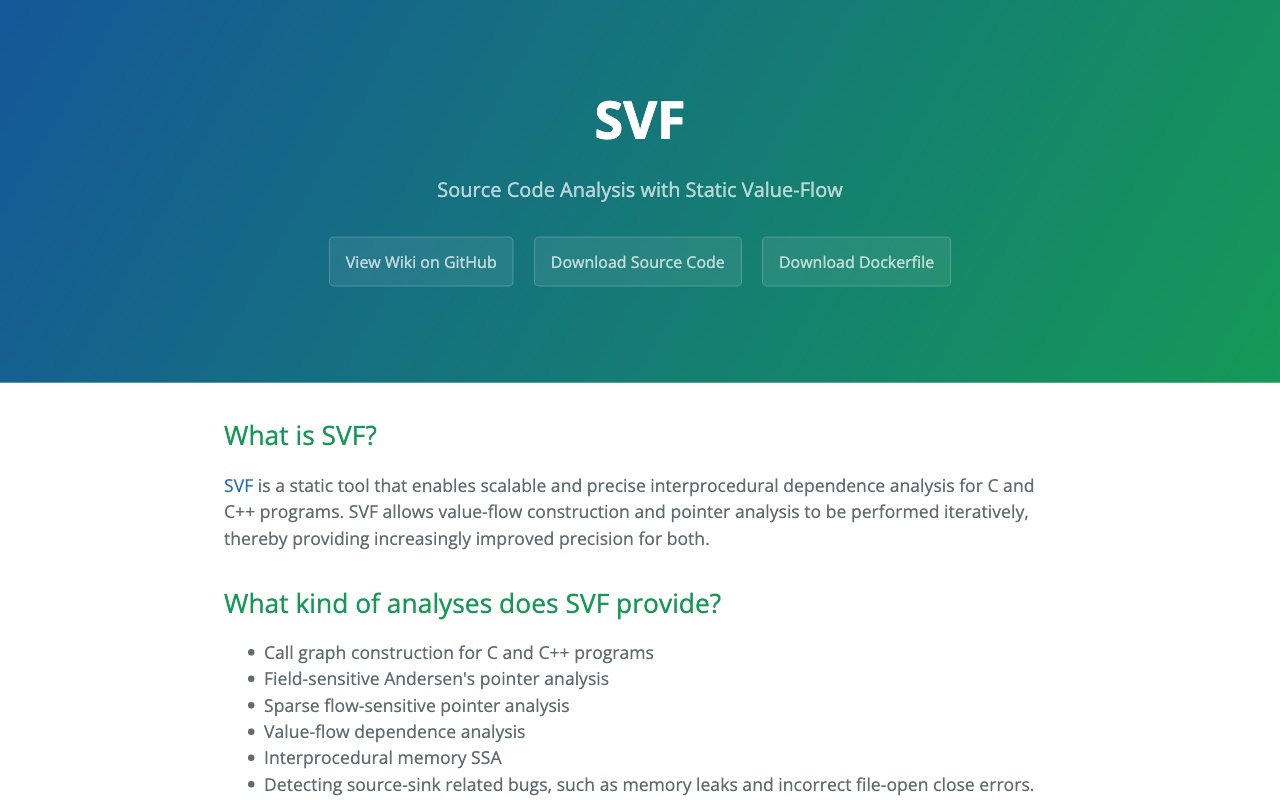 SVF
Source Code Analysis with Static Value-Flow
View Wiki on GitHub
Download Source Code
Download Dockerfile
What is SVF?
SVF is a static tool that enables scalable and precise interprocedural dependence analysis for C and
C++ programs. SVF allows value-flow construction and pointer analysis to be performed iteratively,
thereby providing increasingly improved precision for both.
What kind of analyses does SVF provide?
Call graph construction for C and C++ programs
Field-sensitive Andersen's pointer analysis
Sparse flow-sensitive pointer analysis
Value-flow dependence analysis
Interprocedural memory SSA
Detecting source-sink related bugs, such as memory leaks and incorrect file-open close errors.